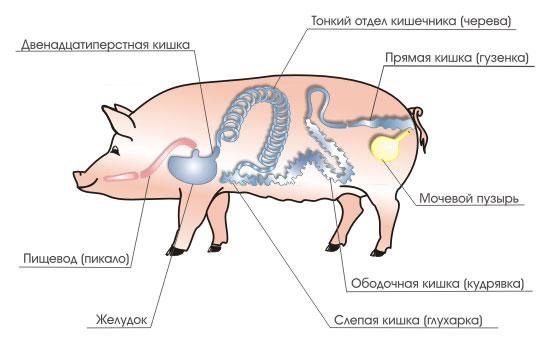 Тонкий отдел кишечника (черева)
Двенадцатиперстная кишка
Прямая кишка (гузенка)
Мочевой пузырь
Пищевод (пикало)
Ободочная кишка (кудрявка)
Желудок
Слепая кишка (глухарка)